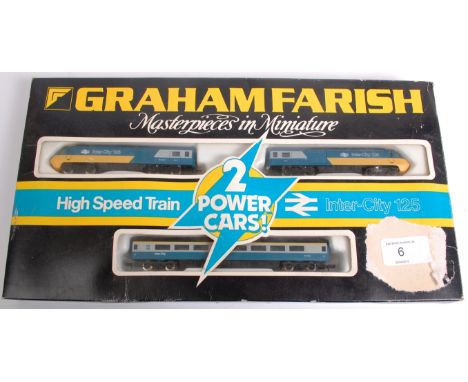 GRAHAM FARISH
Masterpieces in Miniature
Inter-City 125
Inter-City 125
2
POWER
CARS!
High Speed Train
Inter-City 125
6